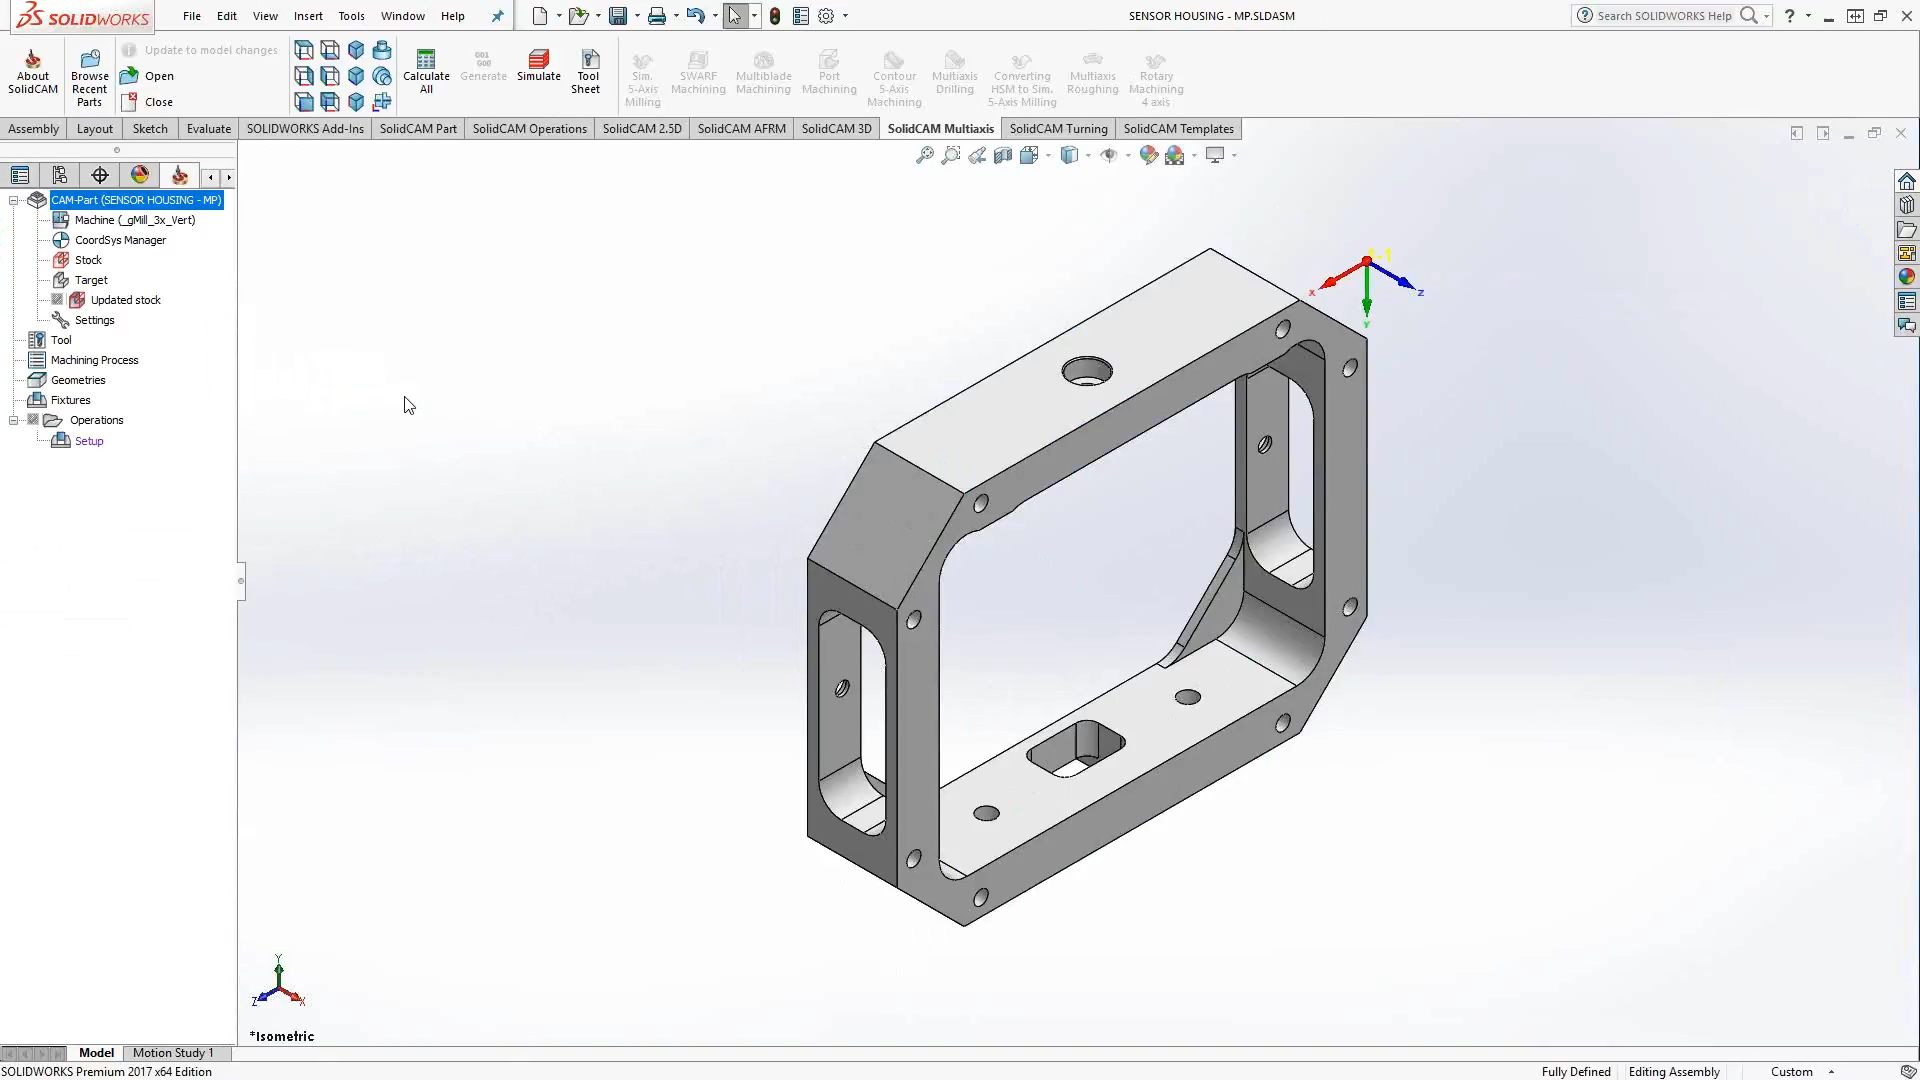 SOLIDWORKS
File Edit View Insert Tools Window Help
SENSOR HOUSING - MP.SLDASM
Search SOLIDWORKS Help
?
About SolidCAM
Browse Recent Parts
Update to model changes
Open
Close
Calculate All
G01 G00
Generate
Simulate
Tool Sheet
Sim. 5-Axis Milling
SWARF Machining
Multiblade Machining
Port Machining
Contour 5-Axis Machining
Multiaxis Drilling
Converting HSM to Sim. 5-Axis Milling
Multiaxis Roughing
Rotary Machining 4 axis
Assembly Layout Sketch Evaluate SOLIDWORKS Add-Ins SolidCAM Part SolidCAM Operations SolidCAM 2.5D SolidCAM AFRM SolidCAM 3D SolidCAM Multiaxis SolidCAM Turning SolidCAM Templates
CAM-Part (SENSOR HOUSING - MP)
Machine (_gMill_3x_Vert)
CoordSys Manager
Stock
Target
Updated stock
Settings
Tool
Machining Process
Geometries
Fixtures
Operations
Setup
X
Z
Y
Y
Z
X
*Isometric
Model Motion Study 1
SOLIDWORKS Premium 2017 x64 Edition
Fully Defined Editing Assembly Custom